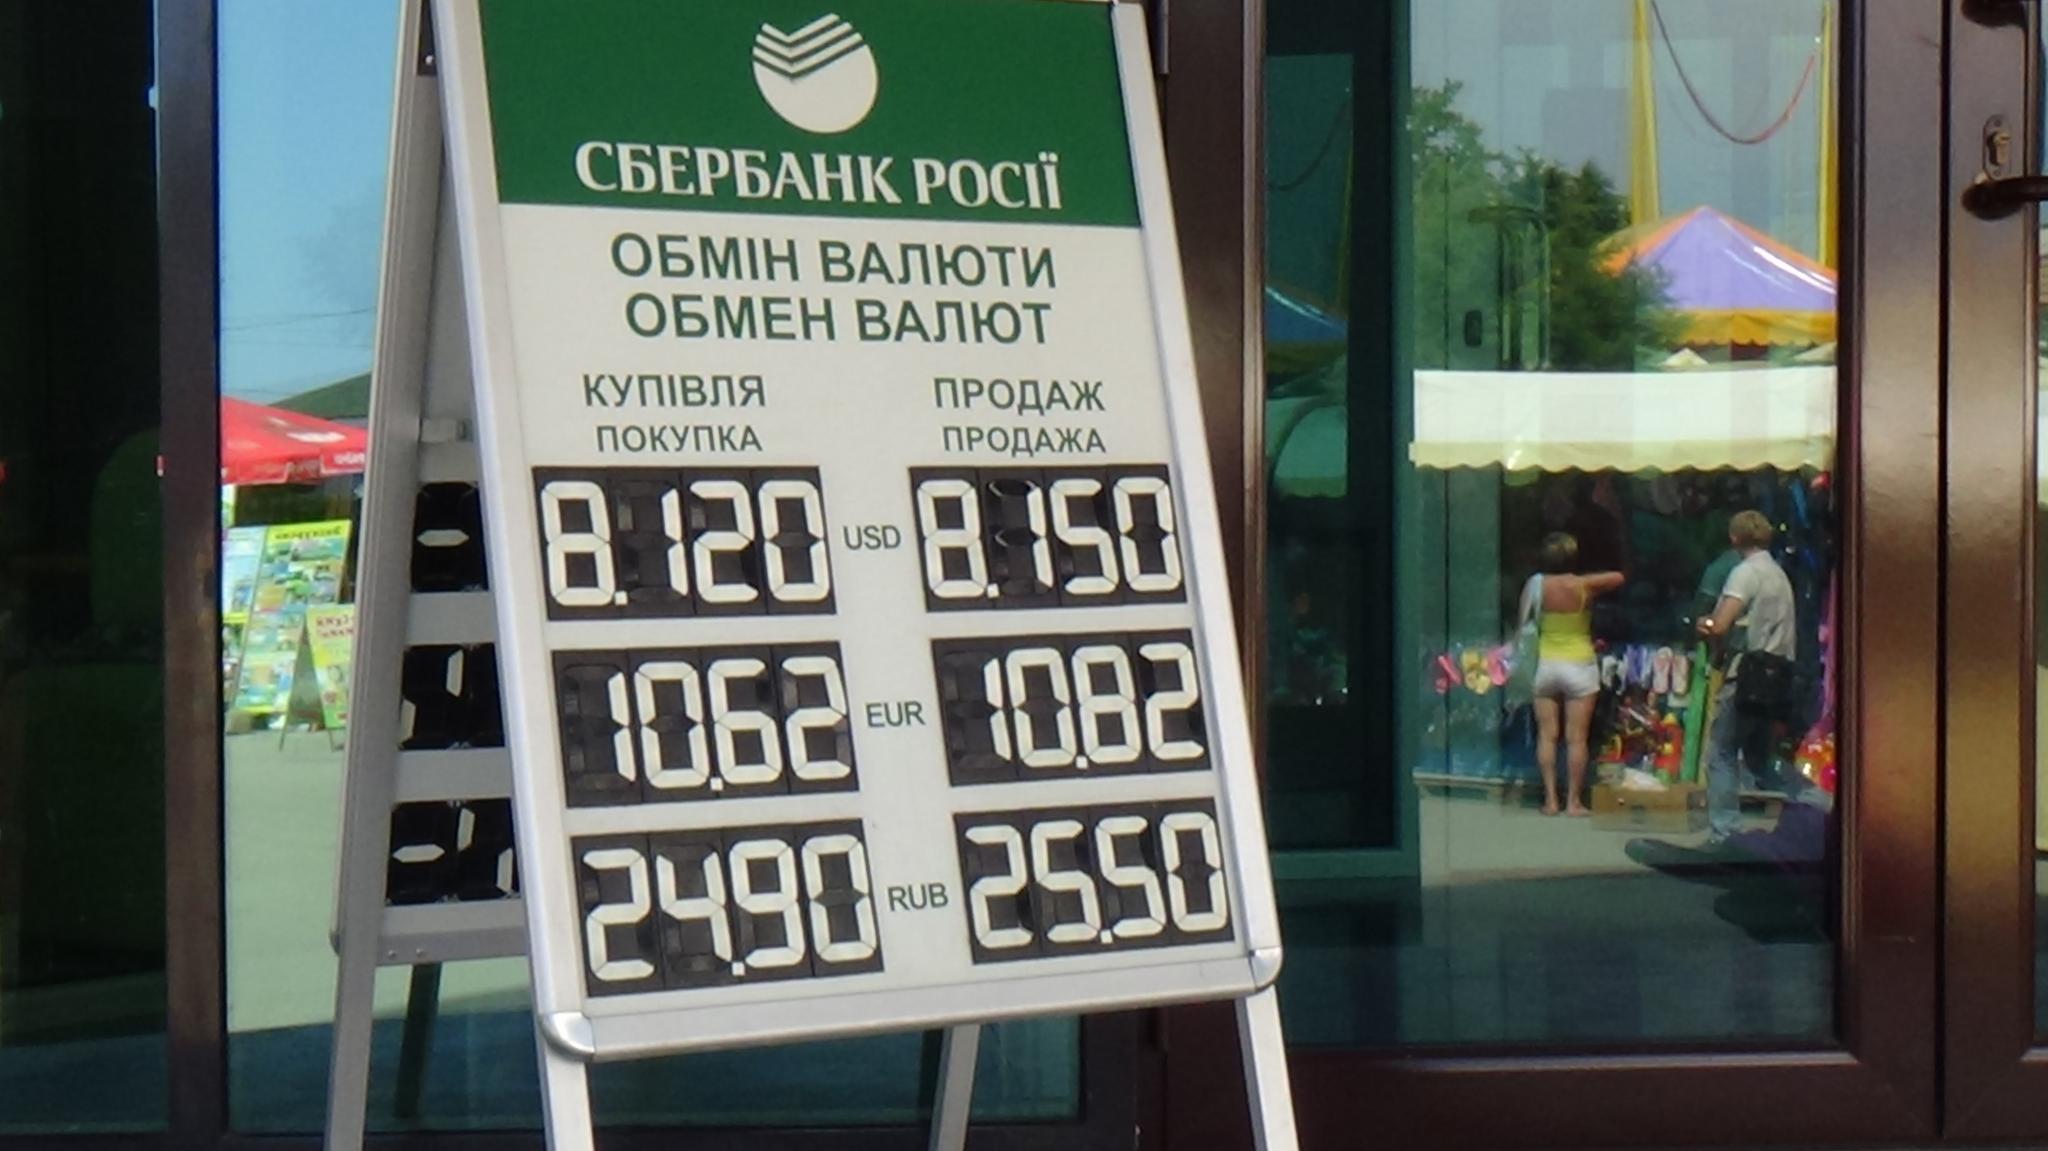 СБЕРБАНК РОСІЇ
ОБМІН ВАЛЮТИ
ОБМЕН ВАЛЮТ
КУПІВЛЯ ПРОДАЖ
ПОКУПКА ПРОДАЖА
8.120 USD 8.150
10.62 EUR 10.82
24.90 RUB 25.50